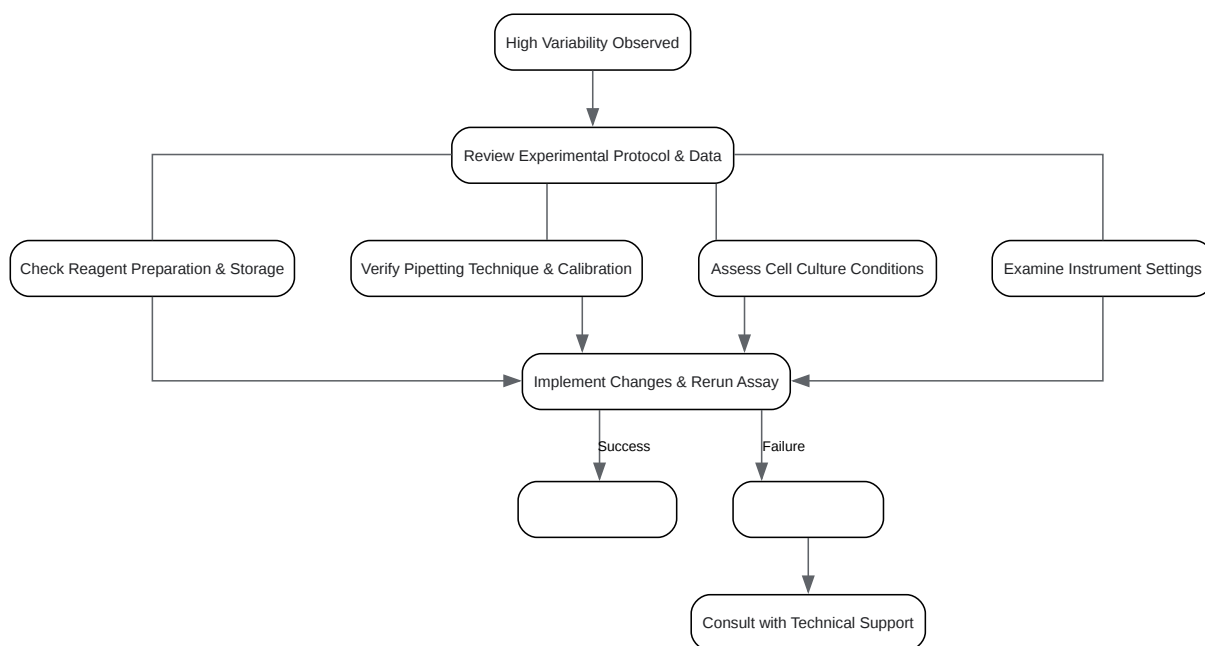 High Variability Observed
Review Experimental Protocol & Data
Check Reagent Preparation & Storage
Verify Pipetting Technique & Calibration
Assess Cell Culture Conditions
Examine Instrument Settings
Implement Changes & Rerun Assay
Success
Failure
Consult with Technical Support